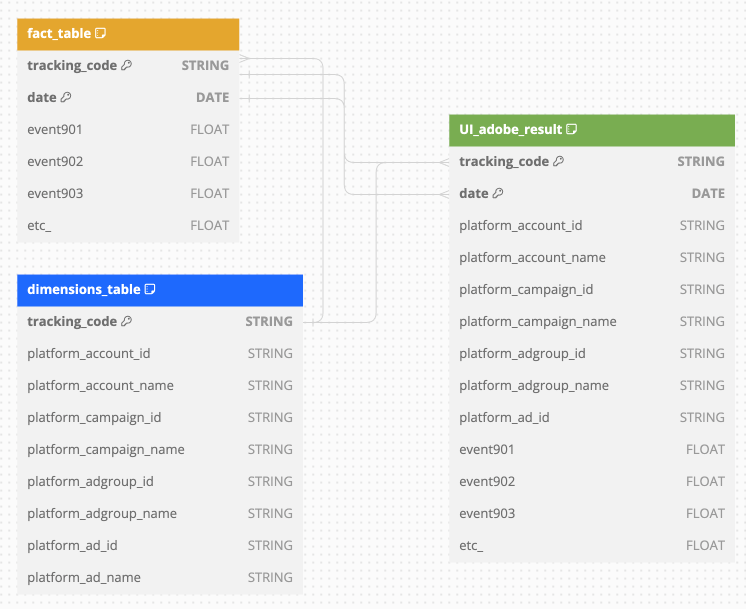 fact_table
tracking_code STRING
date DATE
event901 FLOAT
event902 FLOAT
event903 FLOAT
etc_ FLOAT
dimensions_table
tracking_code STRING
platform_account_id STRING
platform_account_name STRING
platform_campaign_id STRING
platform_campaign_name STRING
platform_adgroup_id STRING
platform_adgroup_name STRING
platform_ad_id STRING
platform_ad_name STRING
UI_adobe_result
tracking_code STRING
date DATE
platform_account_id STRING
platform_account_name STRING
platform_campaign_id STRING
platform_campaign_name STRING
platform_adgroup_id STRING
platform_adgroup_name STRING
platform_ad_id STRING
event901 FLOAT
event902 FLOAT
event903 FLOAT
etc_ FLOAT